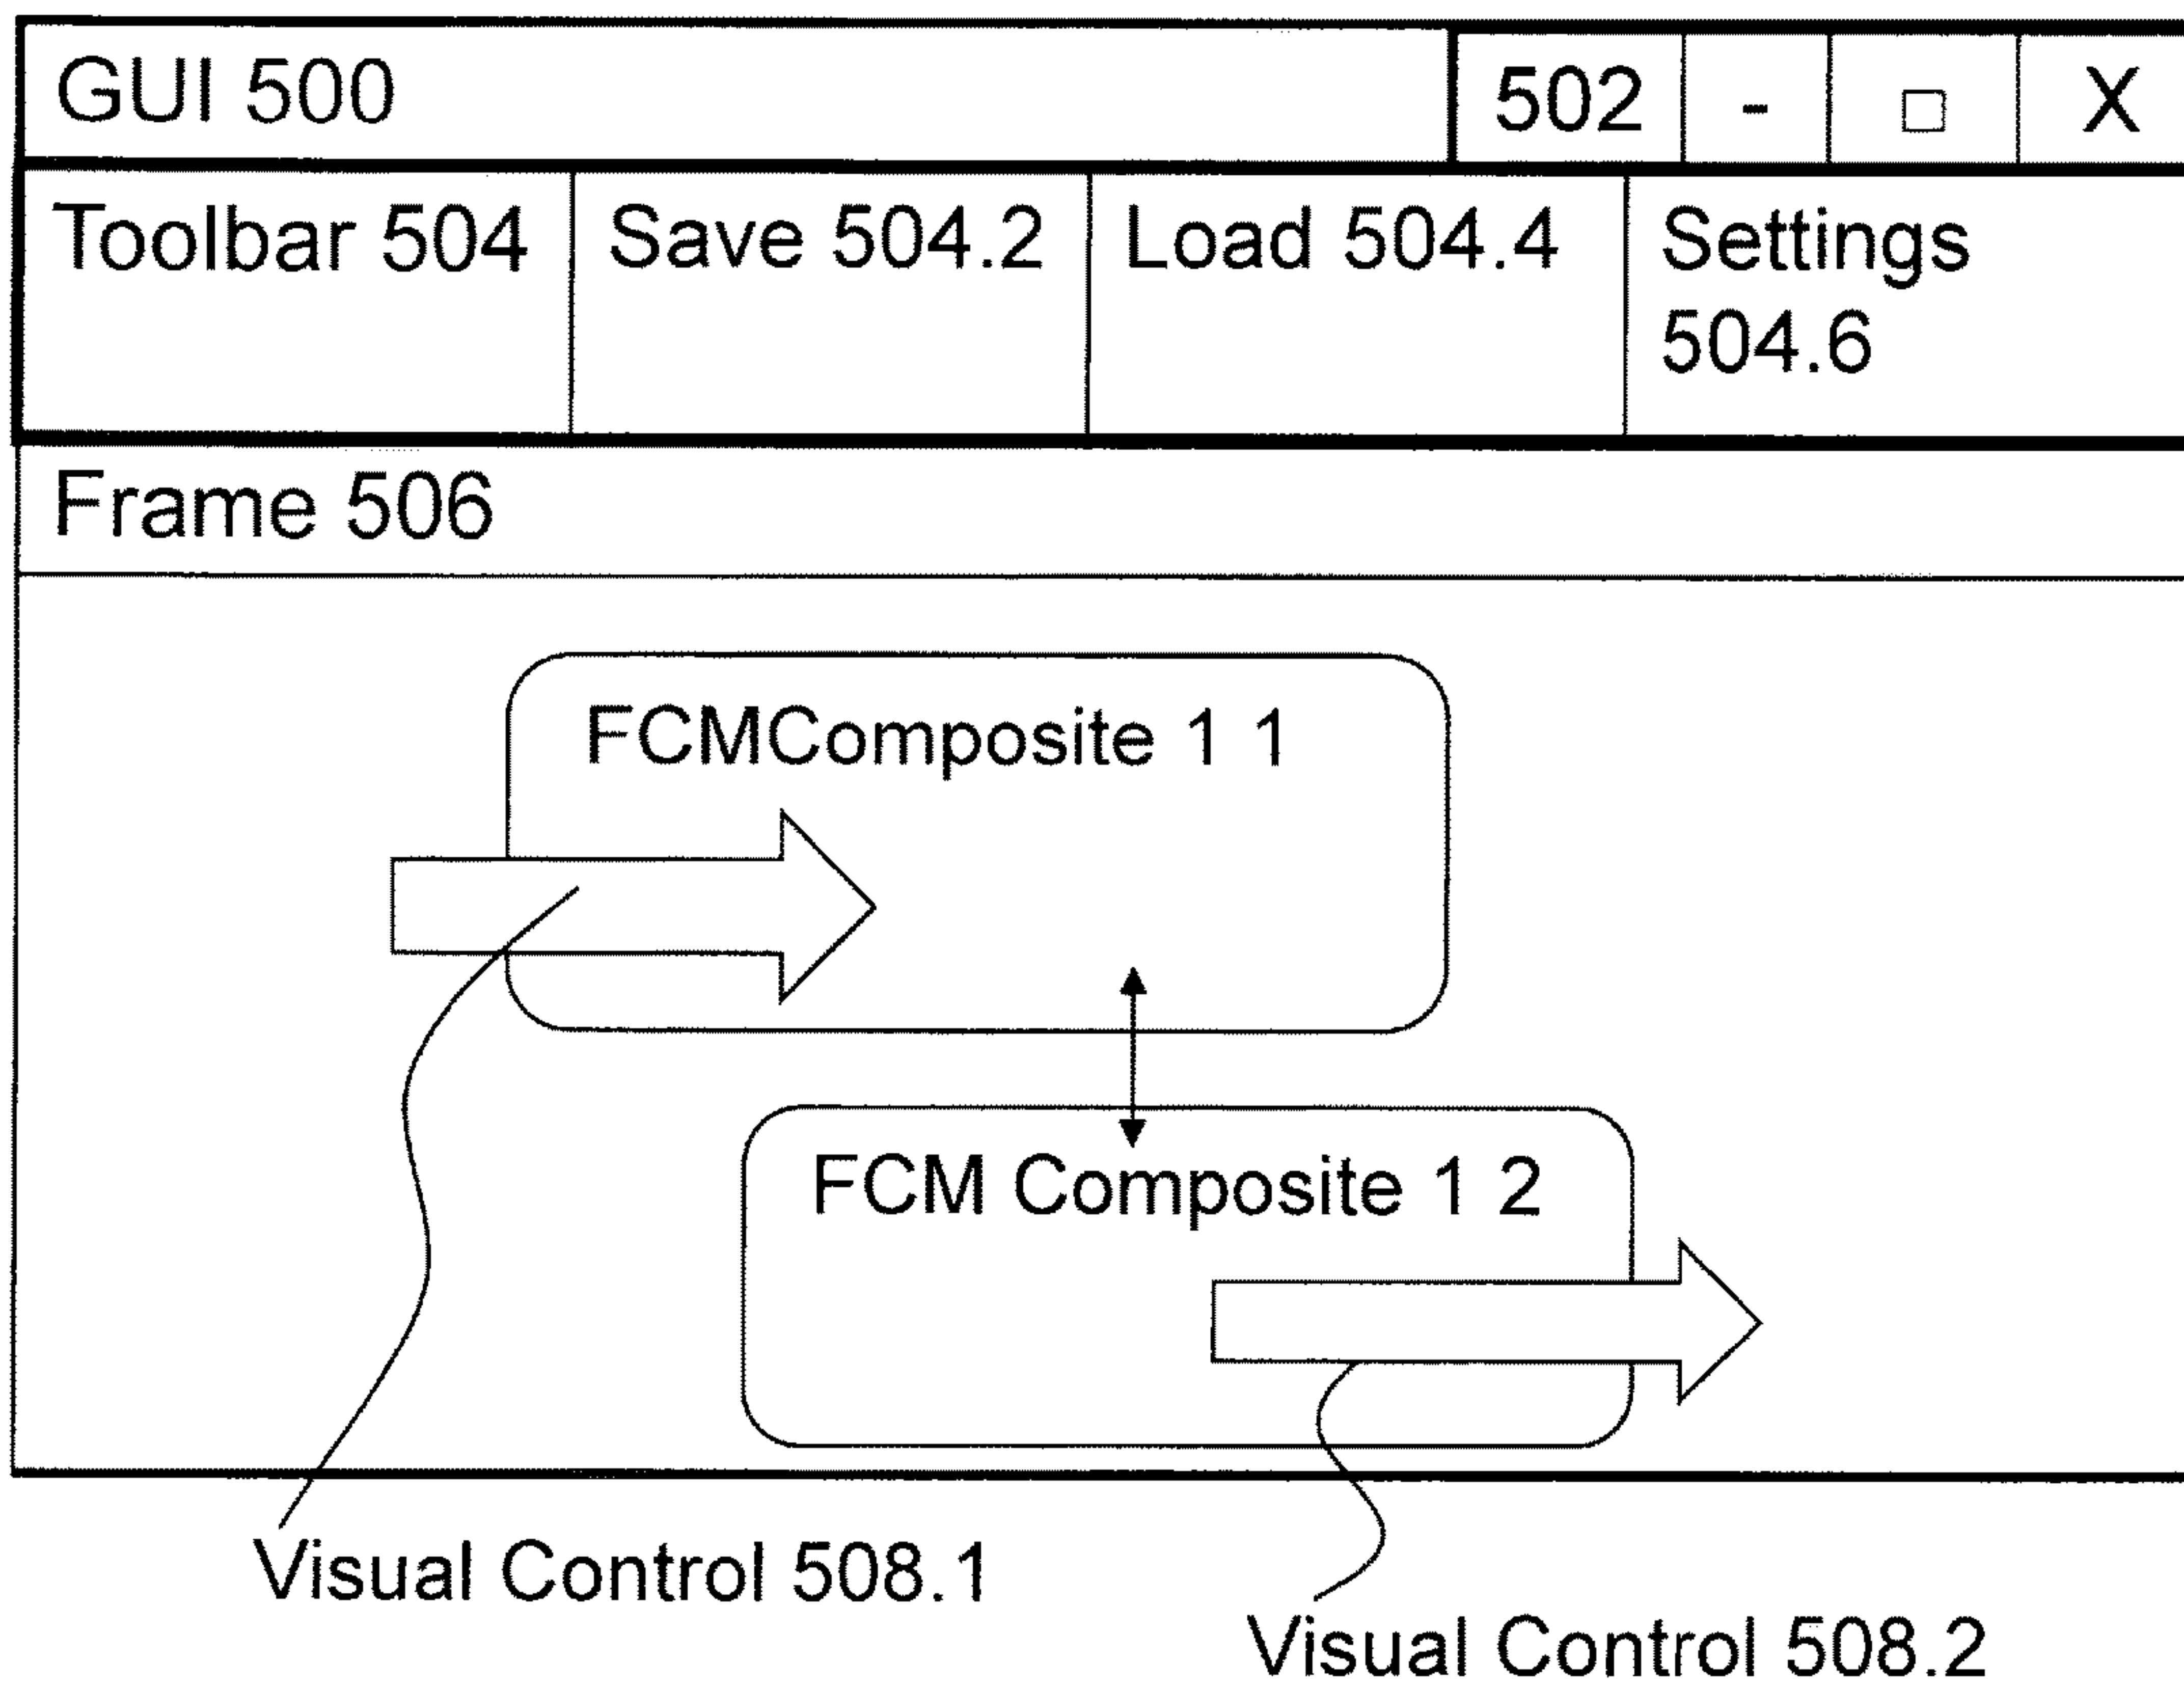 GUI 500
502
-
□
X
Toolbar 504
Save 504.2
Load 504.4
Settings
504.6
Frame 506
FCMComposite 1 1
FCM Composite 1 2
Visual Control 508.1
Visual Control 508.2